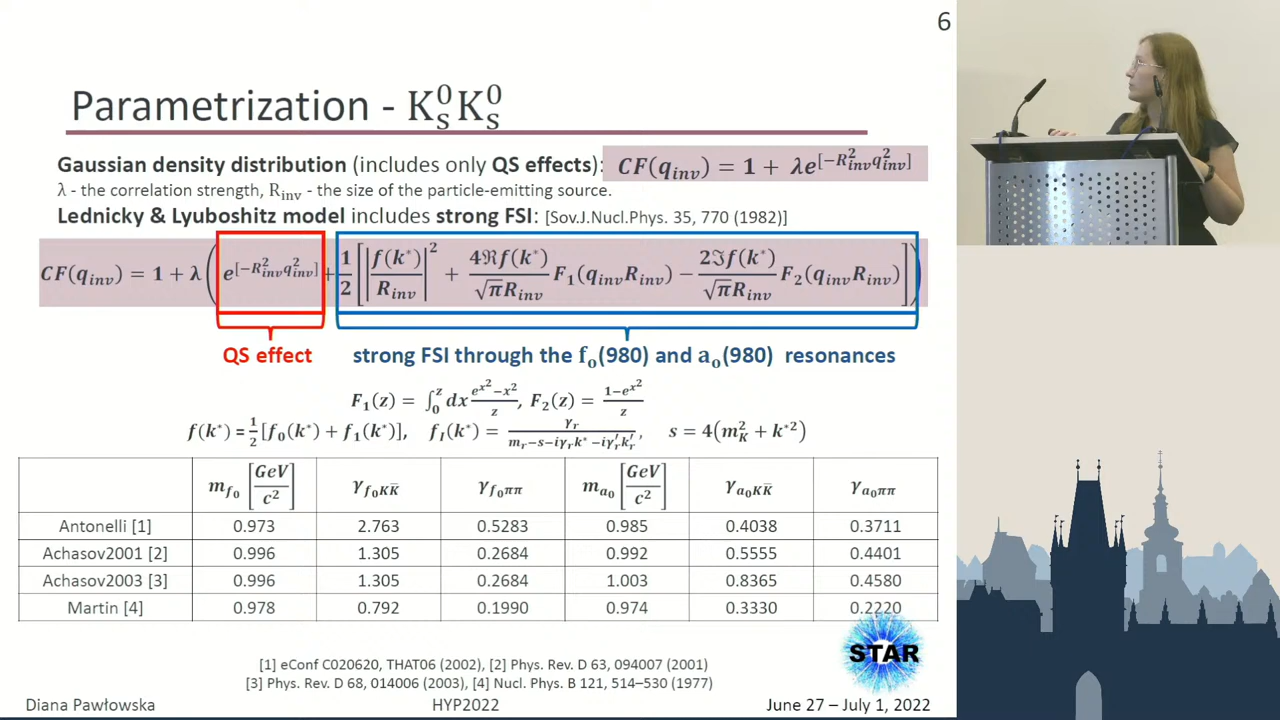 6
Parametrization - K⁰ₛK⁰ₛ
Gaussian density distribution (includes only QS effects): CF(q_inv) = 1 + λe^[−R²_inv q²_inv]
λ - the correlation strength, R_inv - the size of the particle-emitting source.
Lednicky & Lyuboshitz model includes strong FSI: [Sov.J.Nucl.Phys. 35, 770 (1982)]
CF(q_inv) = 1 + λ( e^[−R²_inv q²_inv] + 1/2 [ |f(k*)/R_inv|² + 4ℜf(k*)/(√πR_inv) F₁(q_inv R_inv) − 2ℑf(k*)/(√πR_inv) F₂(q_inv R_inv) ] )
QS effect strong FSI through the f₀(980) and a₀(980) resonances
F₁(z) = ∫₀ᶻ dx e^(x²−x²)/z, F₂(z) = (1−e^(x²))/z
f(k*) = 1/2 [f₀(k*) + f₁(k*)], f_I(k*) = γ_r/(m_r−s−iγ_r k*−iγ′_r k′_r), s = 4(m²_K + k*²)
m_f₀ [GeV/c²] γ_f₀KK̄ γ_f₀ππ m_a₀ [GeV/c²] γ_a₀KK̄ γ_a₀ππ
Antonelli [1] 0.973 2.763 0.5283 0.985 0.4038 0.3711
Achasov2001 [2] 0.996 1.305 0.2684 0.992 0.5555 0.4401
Achasov2003 [3] 0.996 1.305 0.2684 1.003 0.8365 0.4580
Martin [4] 0.978 0.792 0.1990 0.974 0.3330 0.2220
STAR
[1] eConf C020620, THAT06 (2002), [2] Phys. Rev. D 63, 094007 (2001)
[3] Phys. Rev. D 68, 014006 (2003), [4] Nucl. Phys. B 121, 514–530 (1977)
Diana Pawłowska HYP2022 June 27 – July 1, 2022